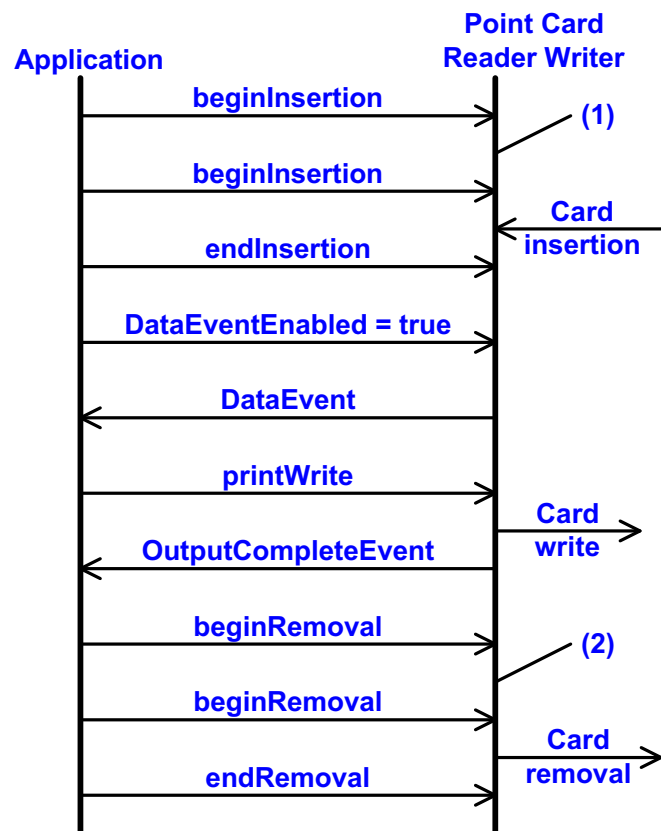 Application
Point Card
Reader Writer
beginInsertion
(1)
beginInsertion
Card
insertion
endInsertion
DataEventEnabled = true
DataEvent
printWrite
Card
write
OutputCompleteEvent
beginRemoval
(2)
beginRemoval
Card
removal
endRemoval